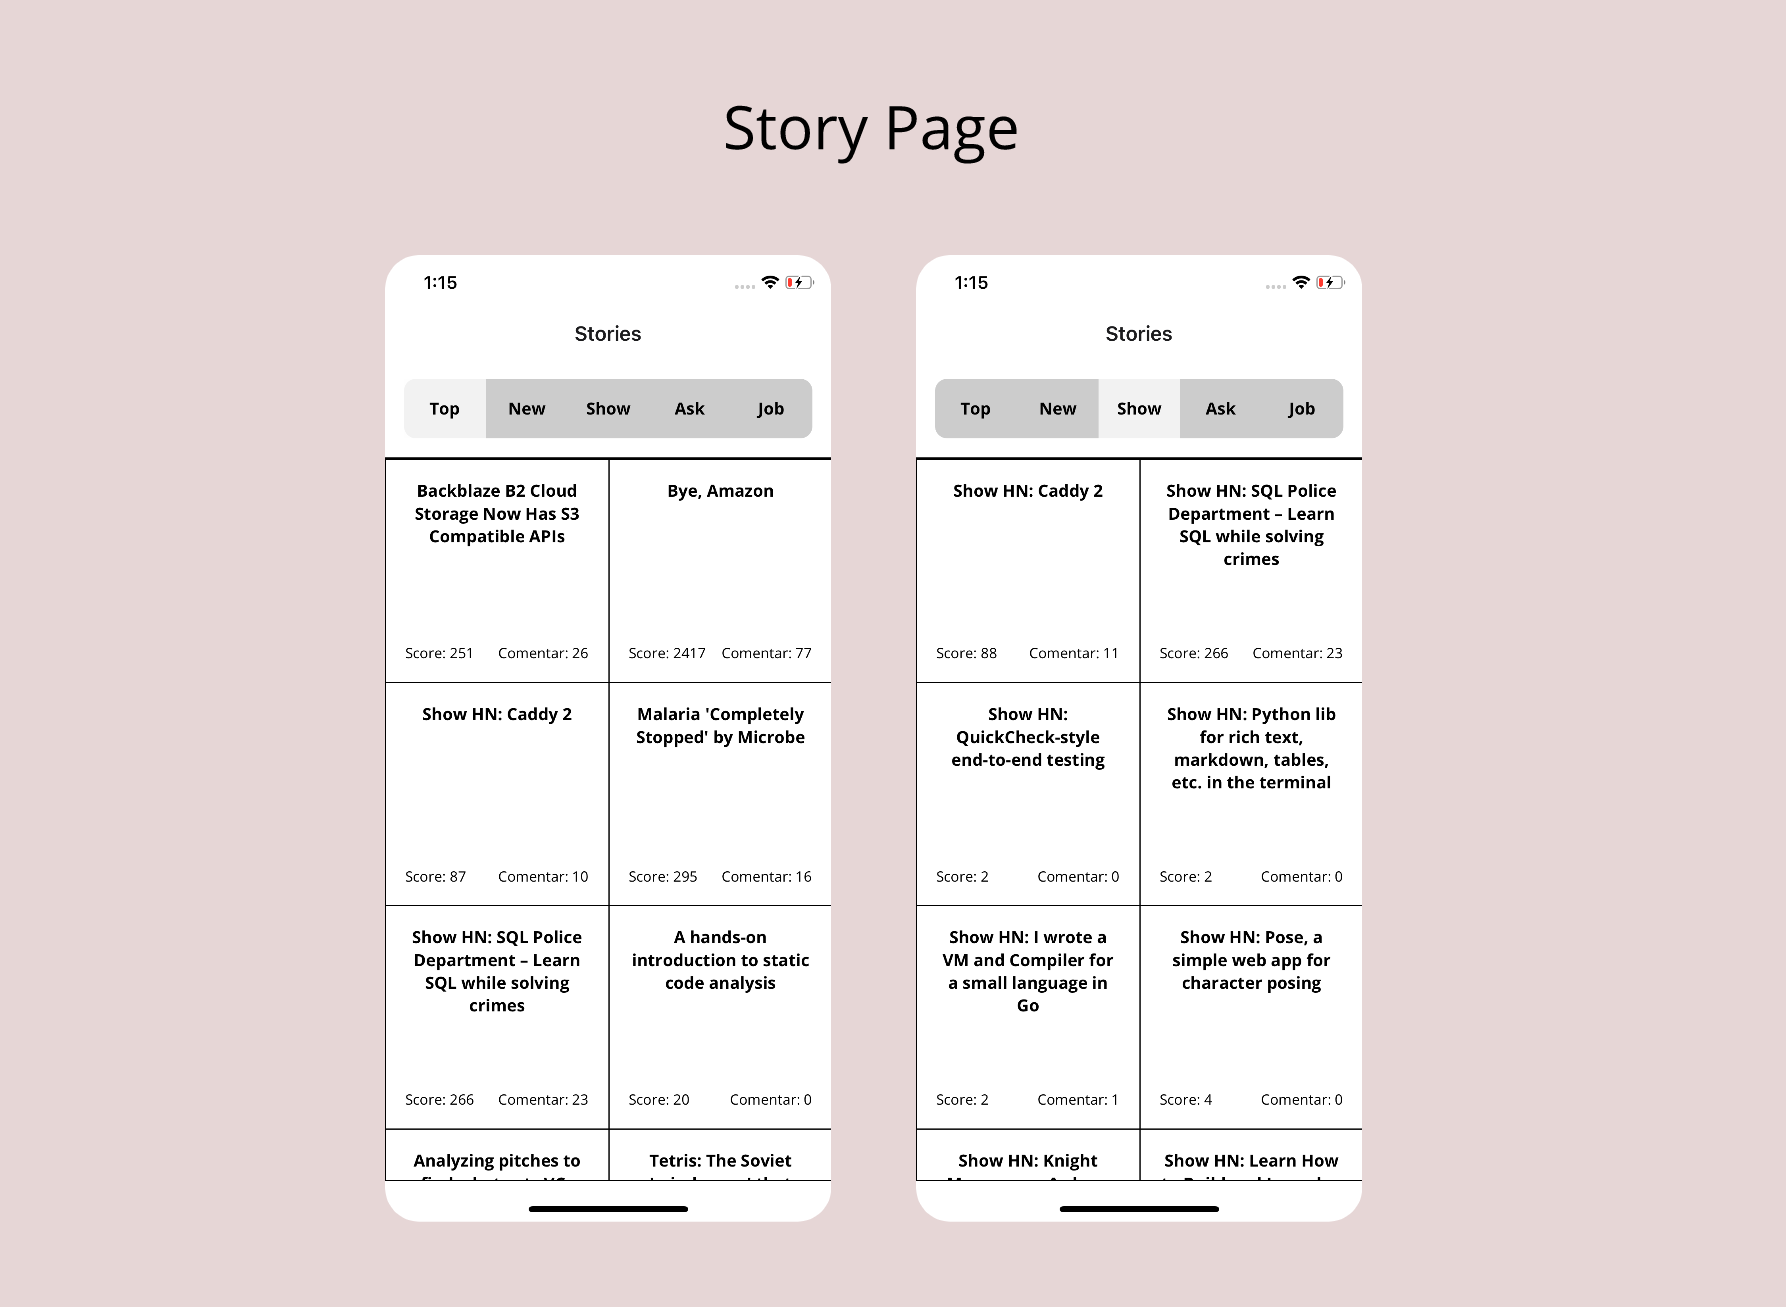 Story Page
1:15
Stories
Top New Show Ask Job
Backblaze B2 Cloud
Storage Now Has S3
Compatible APIs
Score: 251 Comentar: 26
Bye, Amazon
Score: 2417 Comentar: 77
Show HN: Caddy 2
Score: 87 Comentar: 10
Malaria 'Completely
Stopped' by Microbe
Score: 295 Comentar: 16
Show HN: SQL Police
Department – Learn
SQL while solving
crimes
Score: 266 Comentar: 23
A hands-on
introduction to static
code analysis
Score: 20 Comentar: 0
Analyzing pitches to
Tetris: The Soviet
1:15
Stories
Top New Show Ask Job
Show HN: Caddy 2
Score: 88 Comentar: 11
Show HN: SQL Police
Department – Learn
SQL while solving
crimes
Score: 266 Comentar: 23
Show HN:
QuickCheck-style
end-to-end testing
Score: 2 Comentar: 0
Show HN: Python lib
for rich text,
markdown, tables,
etc. in the terminal
Score: 2 Comentar: 0
Show HN: I wrote a
VM and Compiler for
a small language in
Go
Score: 2 Comentar: 1
Show HN: Pose, a
simple web app for
character posing
Score: 4 Comentar: 0
Show HN: Knight
Show HN: Learn How